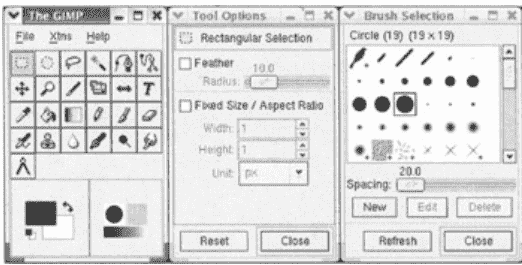 The GIMP
File Xtns Help
T
Tool Options
Rectangular Selection
Feather
10.0
Radius:
Fixed Size / Aspect Ratio
Width: 1
Height: 1
Unit: px
Reset Close
Brush Selection
Circle (19) (19 x 19)
20.0
Spacing:
New Edit Delete
Refresh Close